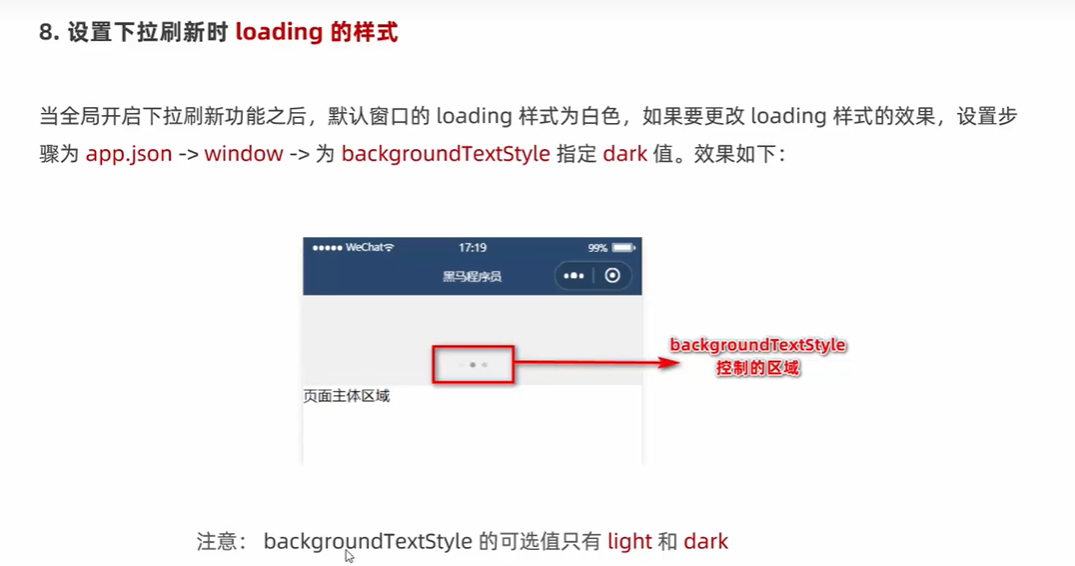 8. 设置下拉刷新时 loading 的样式
当全局开启下拉刷新功能之后，默认窗口的 loading 样式为白色，如果要更改 loading 样式的效果，设置步
骤为 app.json -> window -> 为 backgroundTextStyle 指定 dark 值。效果如下：
WeChat 17:19 99%
黑马程序员
backgroundTextStyle
控制的区域
页面主体区域
注意： backgroundTextStyle 的可选值只有 light 和 dark